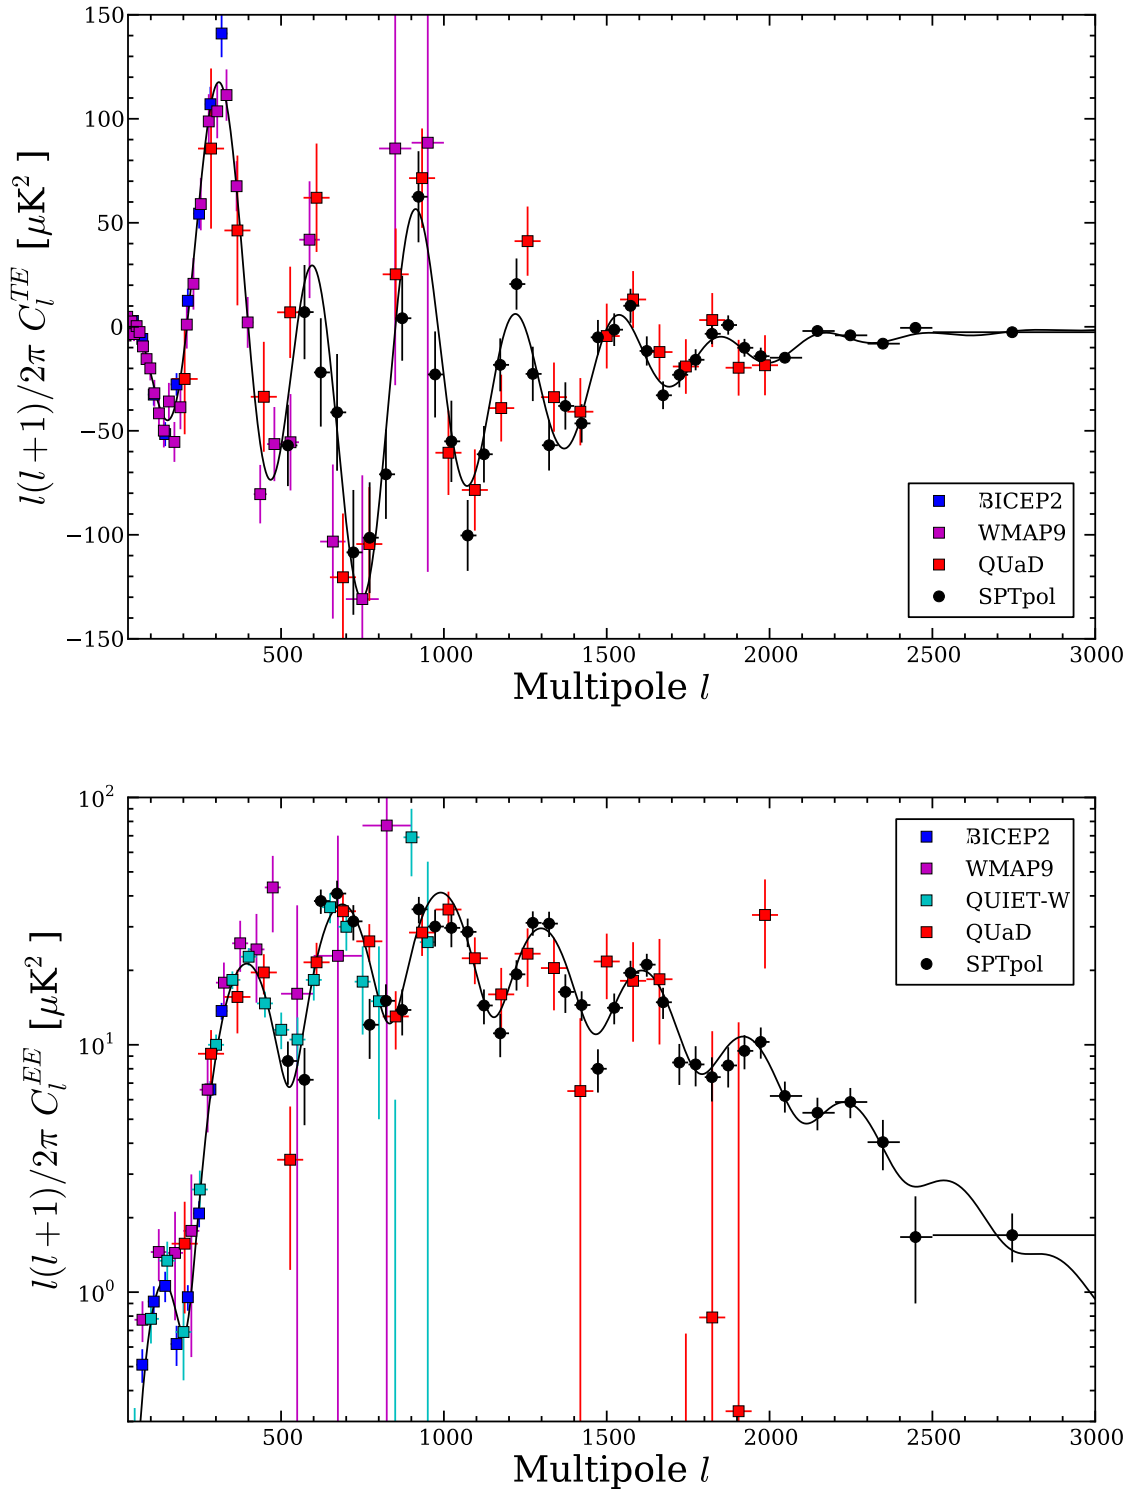 150
100
50
0
−50
−100
−150
l(l+1)/2π C_l^{TE} [μK²]
BICEP2
WMAP9
QUaD
SPTpol
500 1000 1500 2000 2500 3000
Multipole l
10²
10¹
10⁰
l(l+1)/2π C_l^{EE} [μK²]
BICEP2
WMAP9
QUIET-W
QUaD
SPTpol
500 1000 1500 2000 2500 3000
Multipole l